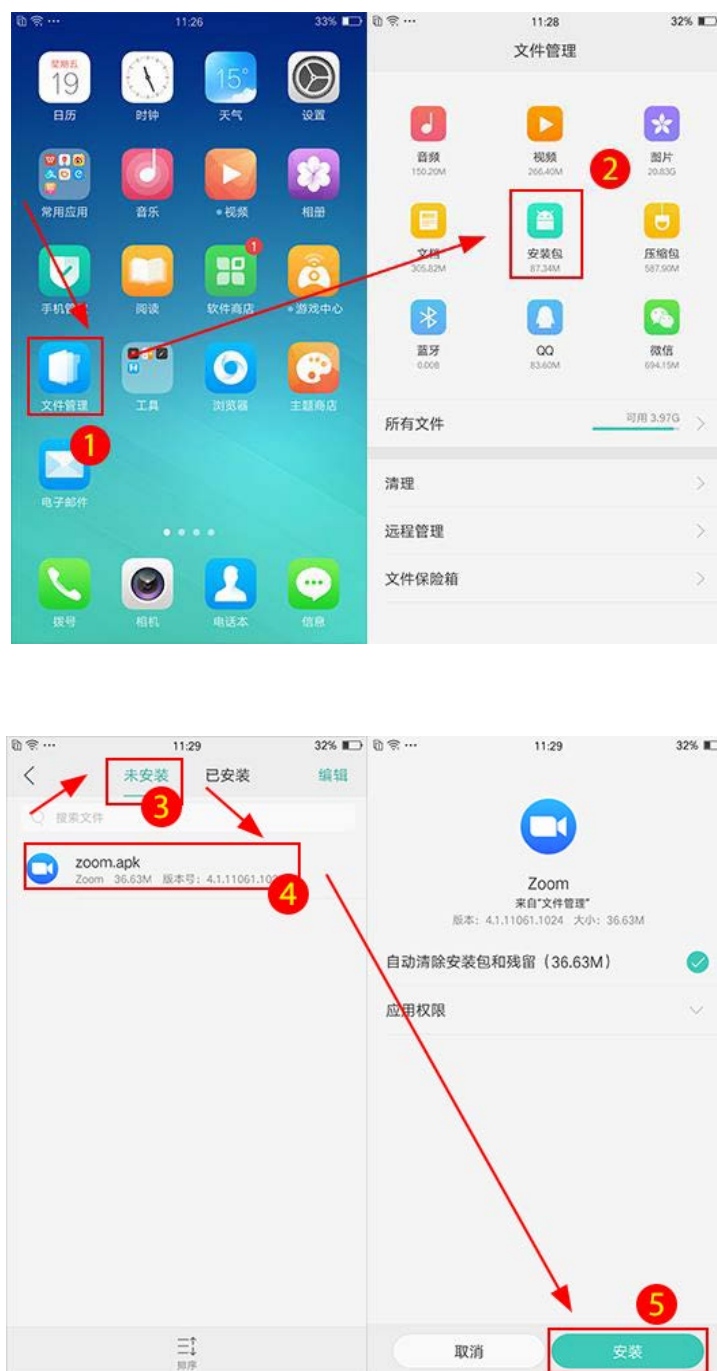 11:26
33%
星期五
19
15°
日历
时钟
天气
设置
常用应用
音乐
视频
相册
1
手机管家
阅读
软件商店
游戏中心
文件管理
工具
浏览器
主题商店
1
电子邮件
拨号
相机
电话本
信息
11:28
32%
文件管理
音频
视频
图片
150.20M
266.40M
20.83G
2
文档
安装包
压缩包
305.82M
87.34M
587.90M
蓝牙
QQ
微信
0.00B
83.60M
694.15M
所有文件
可用 3.97G
清理
远程管理
文件保险箱
11:29
32%
未安装
已安装
编辑
3
搜索文件
zoom.apk
Zoom 36.63M 版本号: 4.1.11061.102
4
排序
11:29
32%
Zoom
来自"文件管理"
版本: 4.1.11061.1024 大小: 36.63M
自动清除安装包和残留（36.63M）
应用权限
5
取消
安装